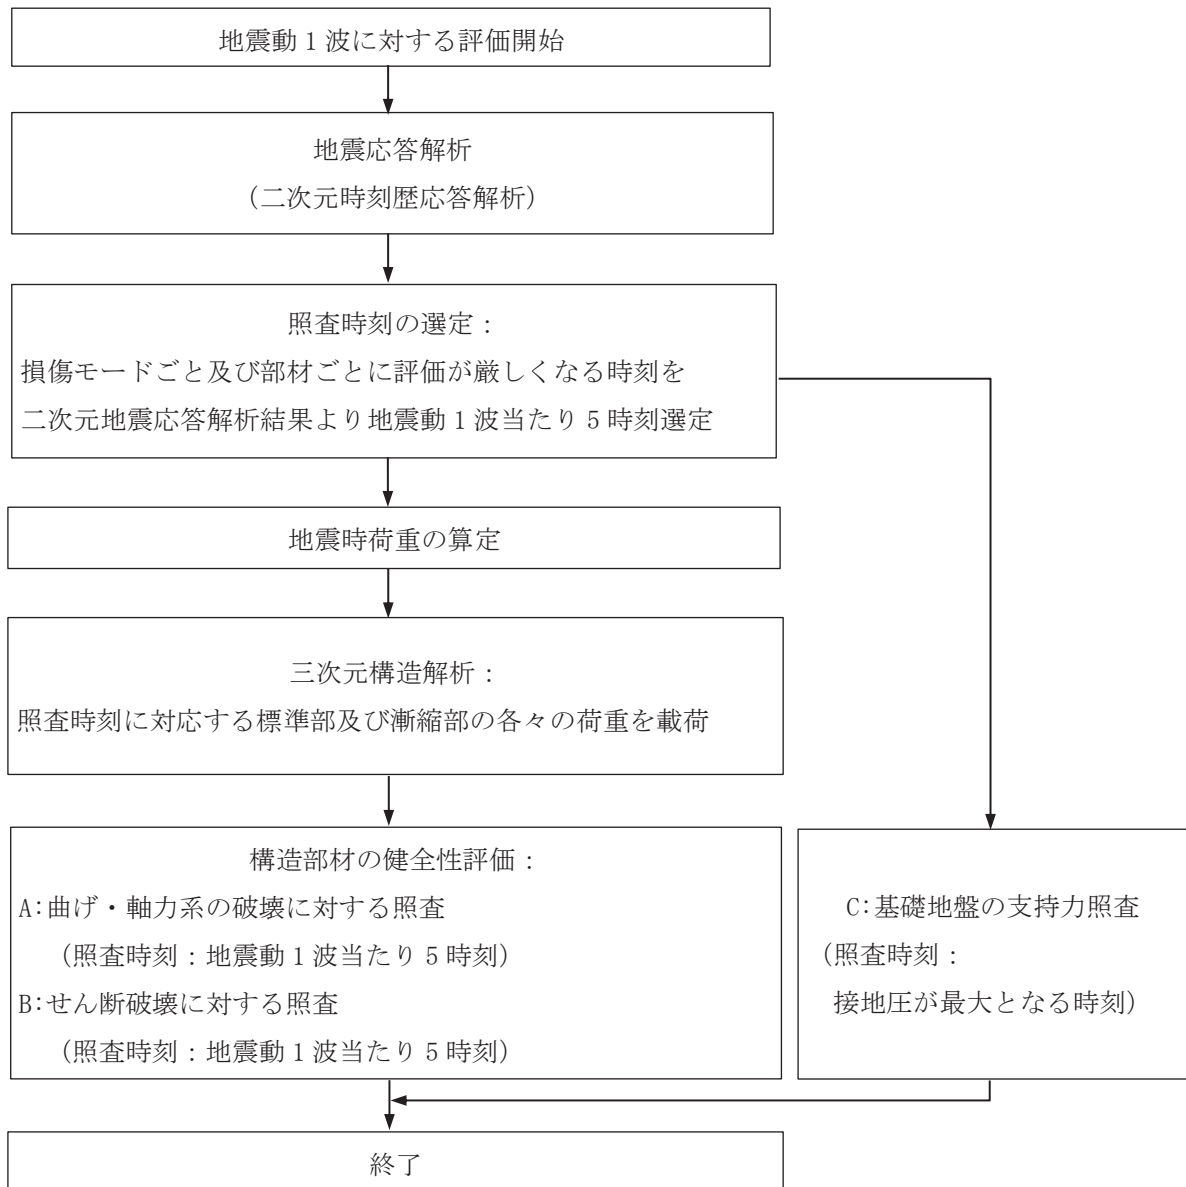 地震動1波に対する評価開始
地震応答解析
(二次元時刻歴応答解析)
照査時刻の選定:
損傷モードごと及び部材ごとに評価が厳しくなる時刻を
二次元地震応答解析結果より地震動1波当たり5時刻選定
地震時荷重の算定
三次元構造解析:
照査時刻に対応する標準部及び漸縮部の各々の荷重を載荷
構造部材の健全性評価:
A:曲げ・軸力系の破壊に対する照査
(照査時刻:地震動1波当たり5時刻)
B:せん断破壊に対する照査
(照査時刻:地震動1波当たり5時刻)
C:基礎地盤の支持力照査
(照査時刻:
接地圧が最大となる時刻)
終了